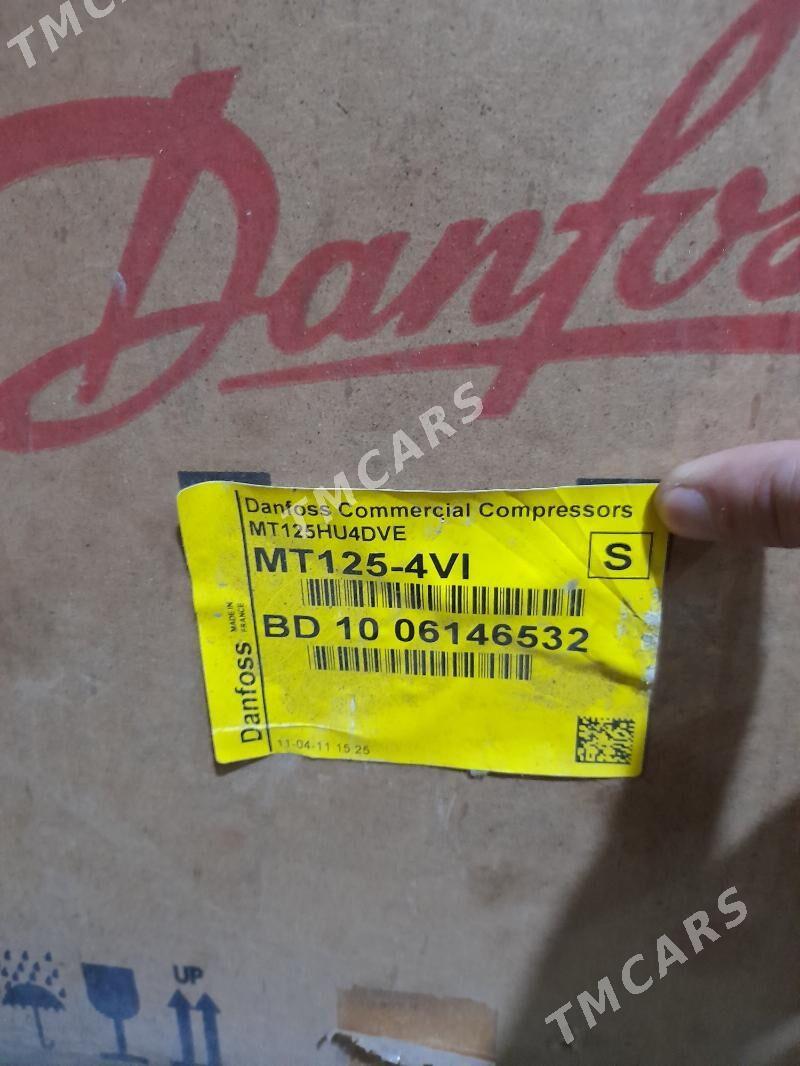 TMCARS
Danfoss
TMCARS
Danfoss Commercial Compressors
MT125HU4DVE
MT125-4VI
S
BD 10 06146532
Danfoss
MADE IN
FRANCE
11-04-11 15:25
TMCARS
UP